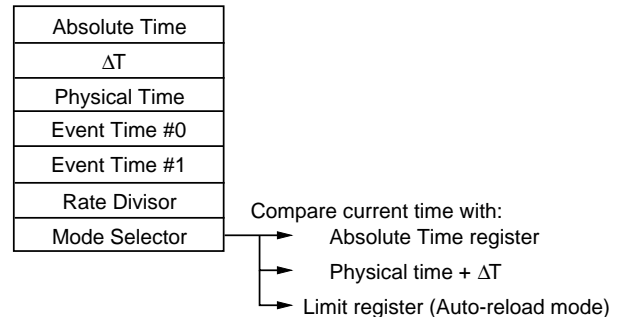 Absolute Time
ΔT
Physical Time
Event Time #0
Event Time #1
Rate Divisor
Mode Selector
Compare current time with:
Absolute Time register
Physical time + ΔT
Limit register (Auto-reload mode)